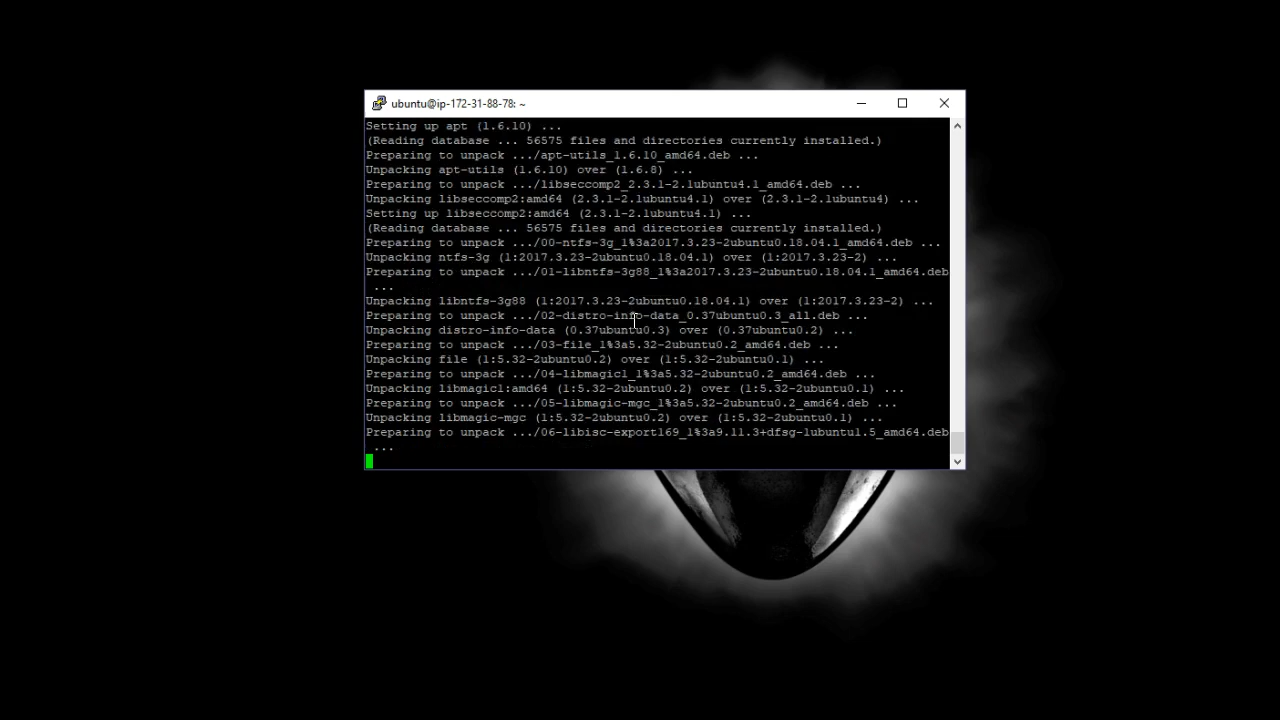 ubuntu@ip-172-31-88-78: ~
Setting up apt (1.6.10) ...
(Reading database ... 56575 files and directories currently installed.)
Preparing to unpack .../apt-utils_1.6.10_amd64.deb ...
Unpacking apt-utils (1.6.10) over (1.6.8) ...
Preparing to unpack .../libseccomp2_2.3.1-2.1ubuntu4.1_amd64.deb ...
Unpacking libseccomp2:amd64 (2.3.1-2.1ubuntu4.1) over (2.3.1-2.1ubuntu4) ...
Setting up libseccomp2:amd64 (2.3.1-2.1ubuntu4.1) ...
(Reading database ... 56575 files and directories currently installed.)
Preparing to unpack .../00-ntfs-3g_1%3a2017.3.23-2ubuntu0.18.04.1_amd64.deb ...
Unpacking ntfs-3g (1:2017.3.23-2ubuntu0.18.04.1) over (1:2017.3.23-2) ...
Preparing to unpack .../01-libntfs-3g88_1%3a2017.3.23-2ubuntu0.18.04.1_amd64.deb
...
Unpacking libntfs-3g88 (1:2017.3.23-2ubuntu0.18.04.1) over (1:2017.3.23-2) ...
Preparing to unpack .../02-distro-info-data_0.37ubuntu0.3_all.deb ...
Unpacking distro-info-data (0.37ubuntu0.3) over (0.37ubuntu0.2) ...
Preparing to unpack .../03-file_1%3a5.32-2ubuntu0.2_amd64.deb ...
Unpacking file (1:5.32-2ubuntu0.2) over (1:5.32-2ubuntu0.1) ...
Preparing to unpack .../04-libmagic1_1%3a5.32-2ubuntu0.2_amd64.deb ...
Unpacking libmagic1:amd64 (1:5.32-2ubuntu0.2) over (1:5.32-2ubuntu0.1) ...
Preparing to unpack .../05-libmagic-mgc_1%3a5.32-2ubuntu0.2_amd64.deb ...
Unpacking libmagic-mgc (1:5.32-2ubuntu0.2) over (1:5.32-2ubuntu0.1) ...
Preparing to unpack .../06-libisc-export169_1%3a9.11.3+dfsg-1ubuntu1.5_amd64.deb
...